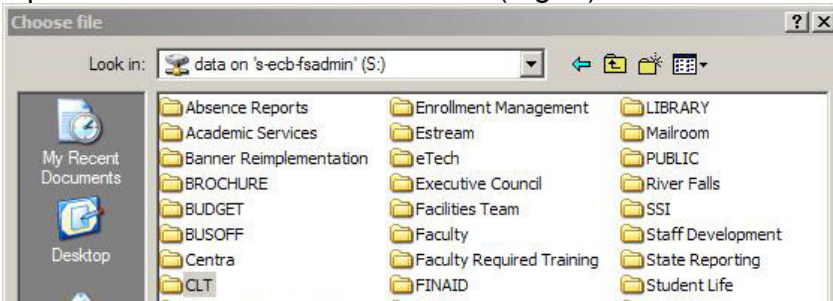 Choose file
Look in: data on 's-ecb-fsadmin' (S:)
My Recent
Documents
Desktop
Absence Reports
Academic Services
Banner Reimplementation
BROCHURE
BUDGET
BUSOFF
Centra
CLT
Enrollment Management
Estream
eTech
Executive Council
Facilities Team
Faculty
Faculty Required Training
FINAID
LIBRARY
Mailroom
PUBLIC
River Falls
SSI
Staff Development
State Reporting
Student Life